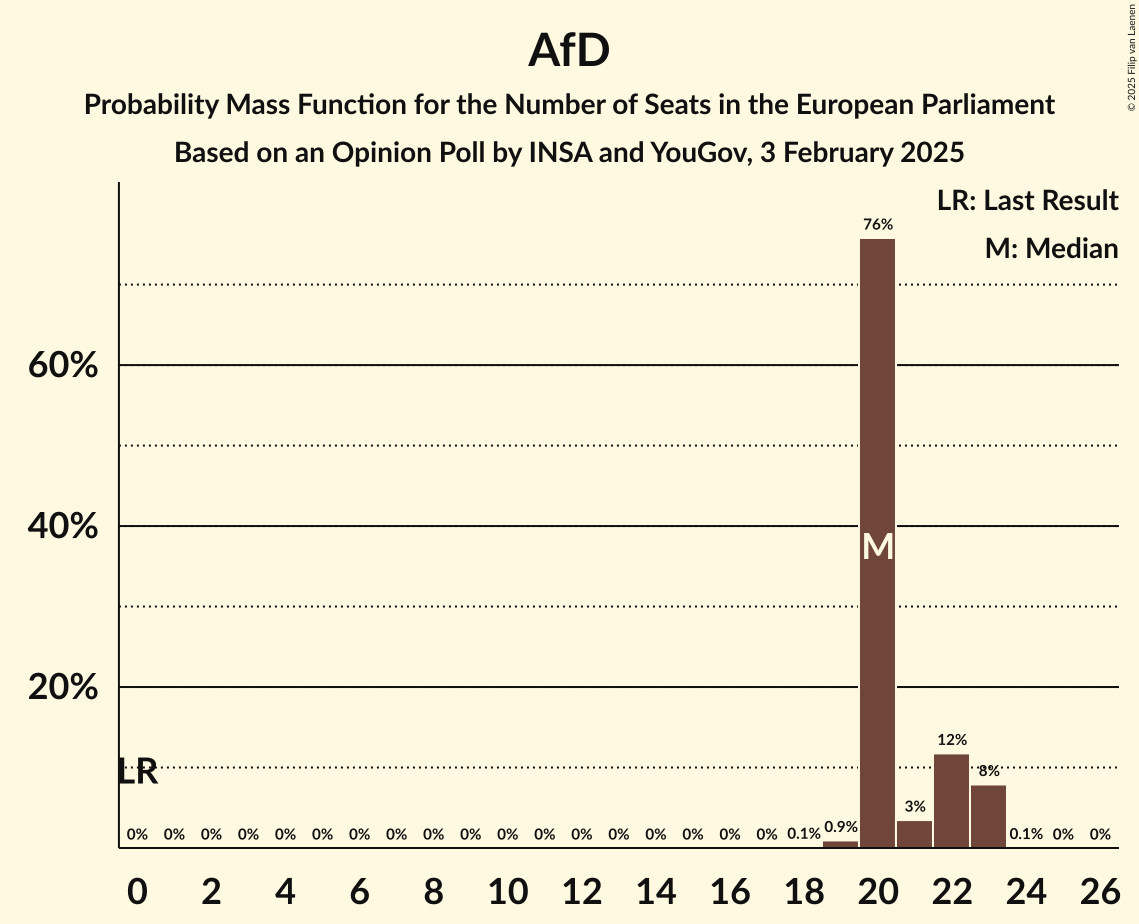 AfD
Probability Mass Function for the Number of Seats in the European Parliament
Based on an Opinion Poll by INSA and YouGov, 3 February 2025
© 2025 Filip van Laenen
LR: Last Result
M: Median
76%
60%
40%
M
20%
12%
LR
8%
3%
0% 0% 0% 0% 0% 0% 0% 0% 0% 0% 0% 0% 0% 0% 0% 0% 0% 0% 0.1% 0.9% 0.1% 0% 0%
0 2 4 6 8 10 12 14 16 18 20 22 24 26